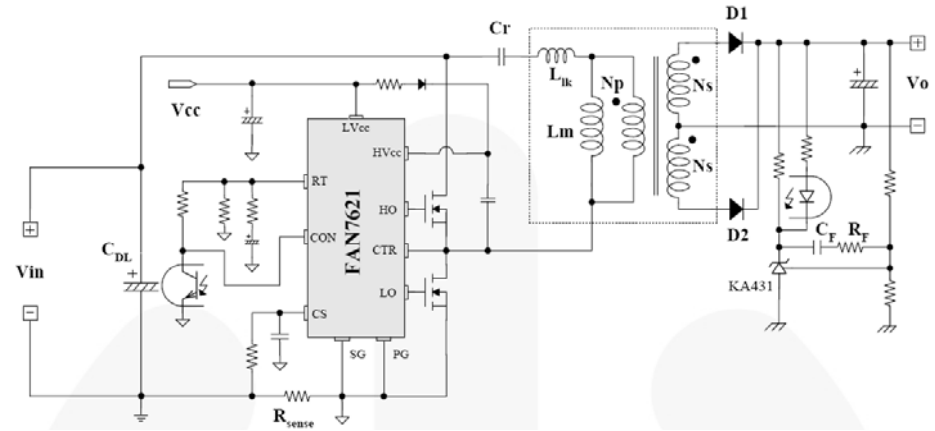 Cr
D1
Llk
Np
Ns
Vo
Vcc
LVcc
Lm
HVcc
Ns
RT
HO
FAN7621
CON
CTR
D2
CF
RF
Vin
CDL
LO
KA431
CS
SG
PG
Rsense